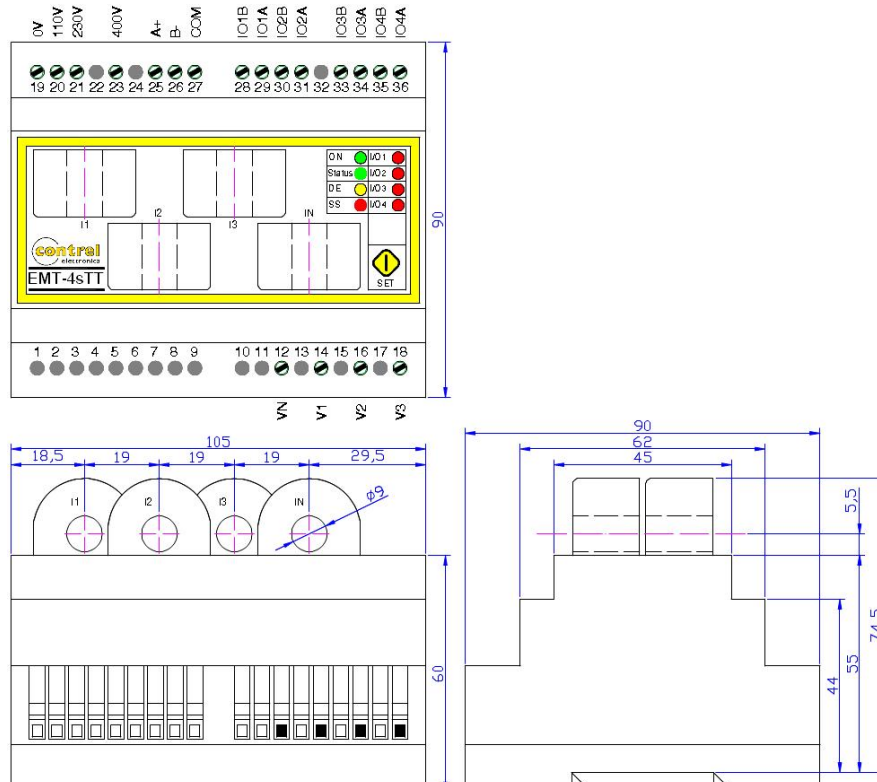 0V 110V 230V 400V A+ B- COM IO1B IO1A IO2B IO2A IO3B IO3A IO4B IO4A
19 20 21 22 23 24 25 26 27 28 29 30 31 32 33 34 35 36
ON I/O1
Status I/O2
DE I/O3
SS I/O4
I1 I2 I3 IN
contrel
electronics
EMT-4sTT
SET
90
1 2 3 4 5 6 7 8 9 10 11 12 13 14 15 16 17 18
VN V1 V2 V3
105
18,5 19 19 19 29,5
I1 I2 I3 IN
ø9
60
90
62
45
5,5
44
55
74,5